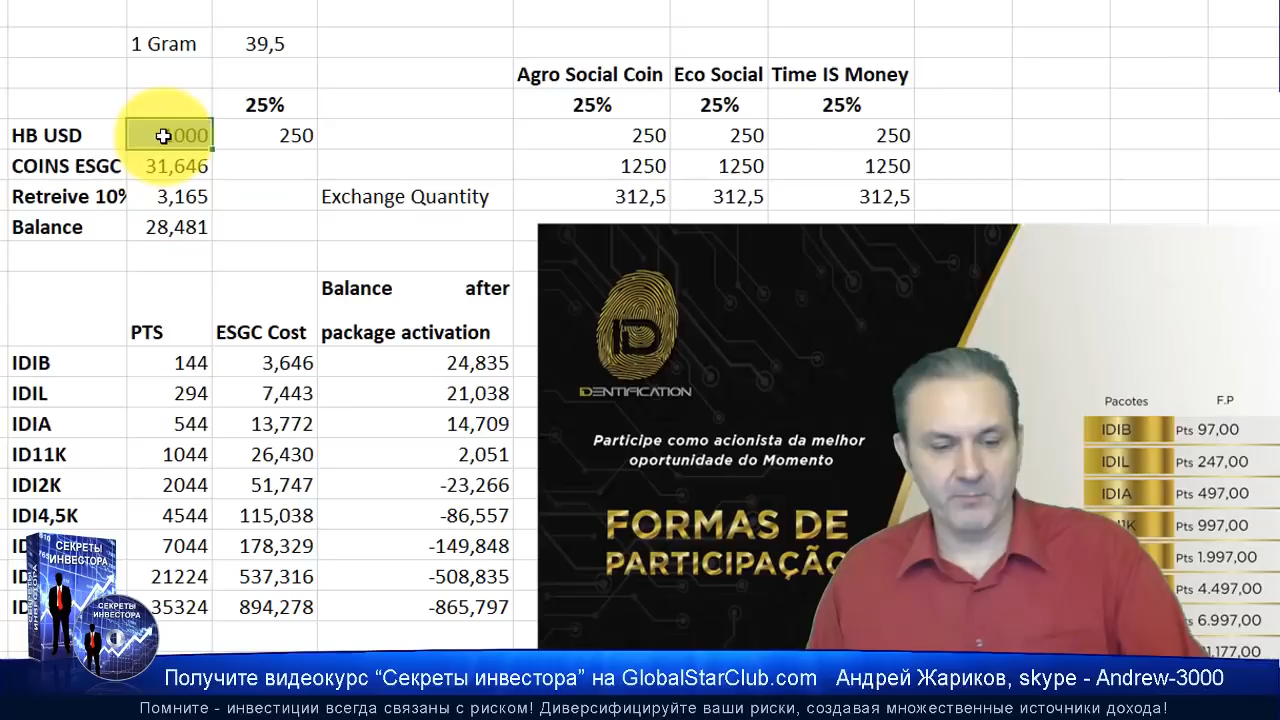 1 Gram 39,5
Agro Social Coin Eco Social Time IS Money
25% 25% 25% 25%
HB USD 1000 250 250 250 250
COINS ESGC 31,646 1250 1250 1250
Retreive 10% 3,165 Exchange Quantity 312,5 312,5 312,5
Balance 28,481
Balance after
PTS ESGC Cost package activation
IDIB 144 3,646 24,835
IDIL 294 7,443 21,038
IDIA 544 13,772 14,709
ID11K 1044 26,430 2,051
IDI2K 2044 51,747 -23,266
IDI4,5K 4544 115,038 -86,557
7044 178,329 -149,848
21224 537,316 -508,835
35324 894,278 -865,797
ID
IDENTIFICATION
Participe como acionista da melhor
oportunidade do Momento
FORMAS DE
PARTICIPAÇÃO
Pacotes F.P
IDIB Pts 97,00
IDIL Pts 247,00
IDIA Pts 497,00
Pts 997,00
Pts 1.997,00
4.497,00
6.997,00
СЕКРЕТЫ
ИНВЕСТОРА
СЕКРЕТЫ
ИНВЕСТОРА
Получите видеокурс “Секреты инвестора” на GlobalStarClub.com Андрей Жариков, skype - Andrew-3000
Помните - инвестиции всегда связаны с риском! Диверсифицируйте ваши риски, создавая множественные источники дохода!